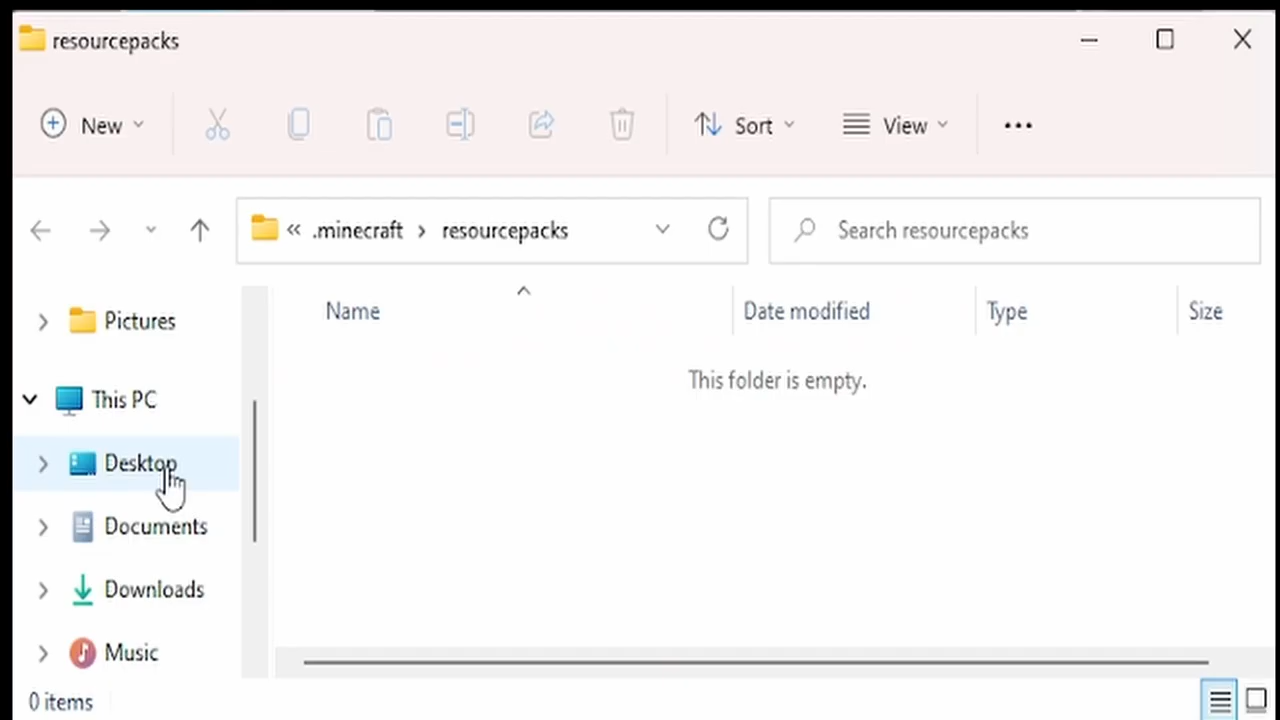 resourcepacks
New Sort View
« .minecraft › resourcepacks Search resourcepacks
Name Date modified Type Size
This folder is empty.
Pictures
This PC
Desktop
Documents
Downloads
Music
0 items